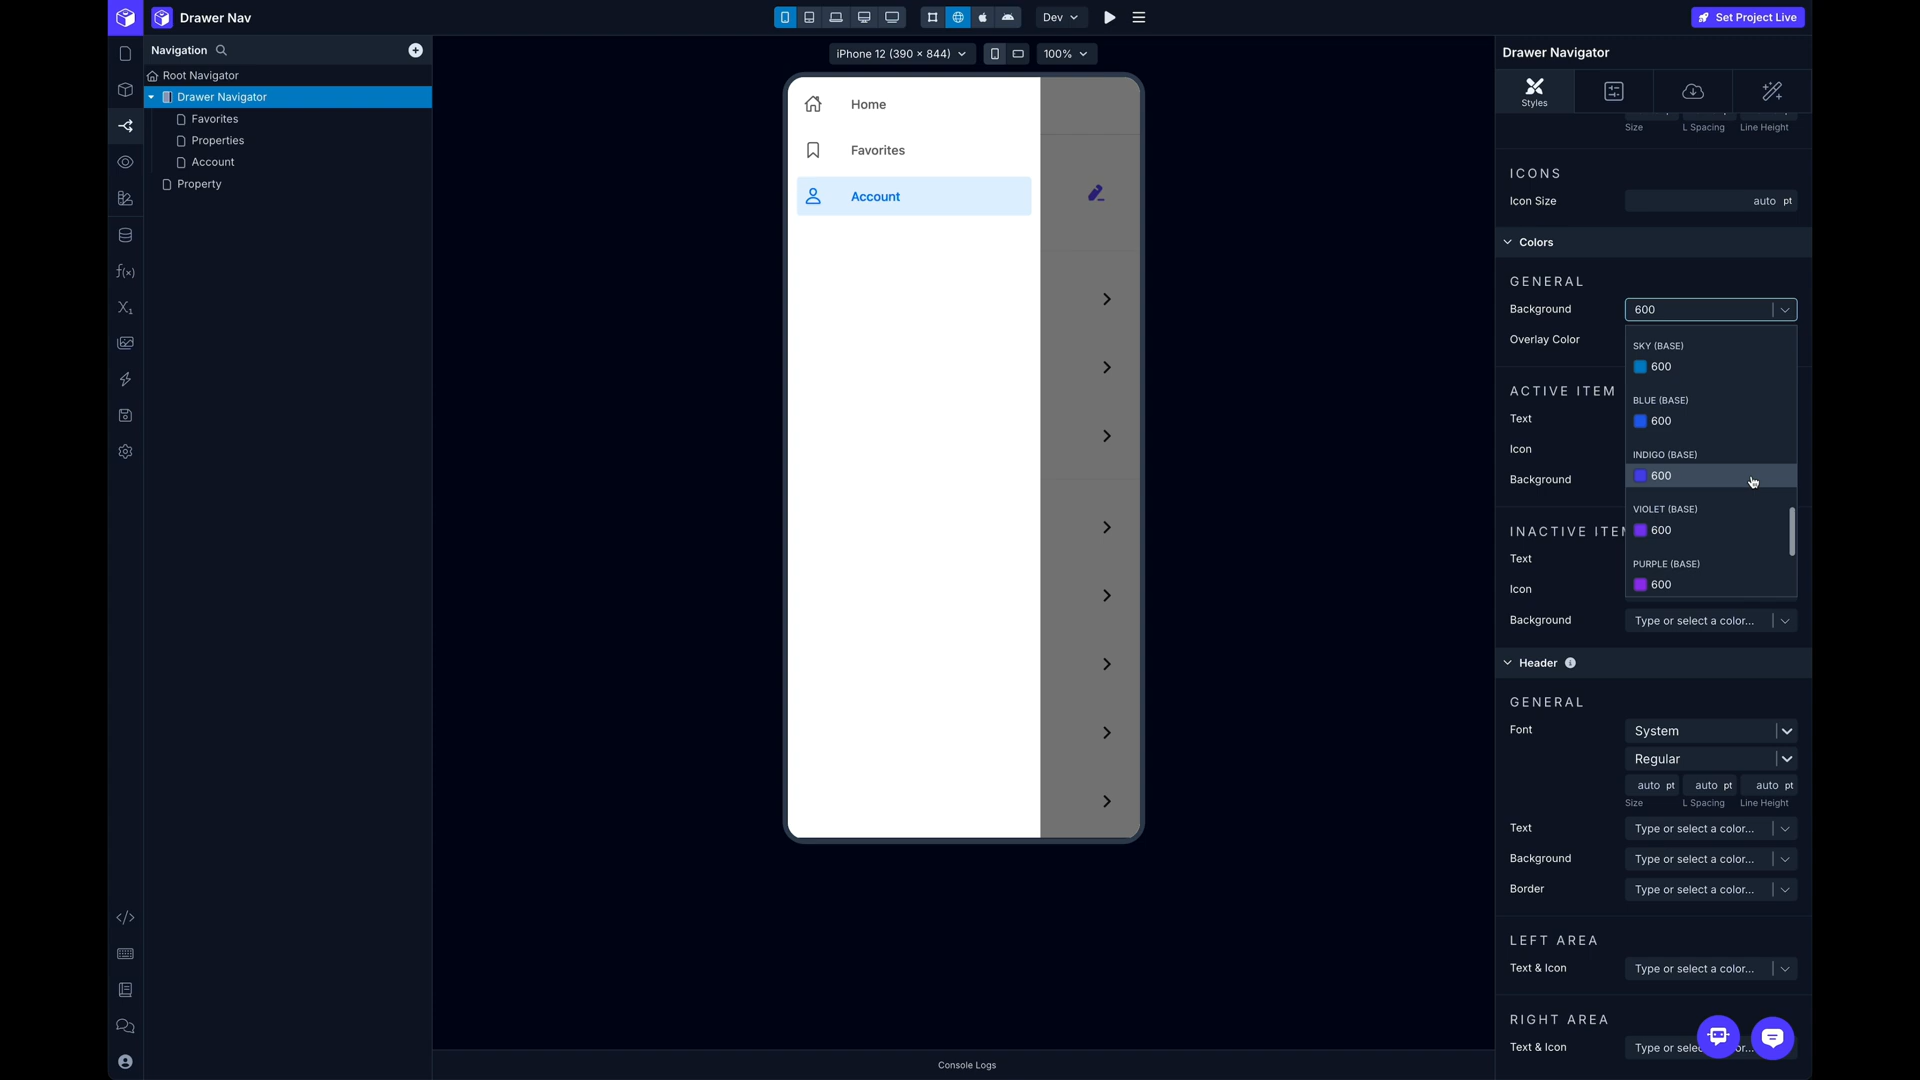 Drawer Nav
Dev
Set Project Live
Navigation
Root Navigator
Drawer Navigator
Favorites
Properties
Account
Property
f(x)
X1
iPhone 12 (390 × 844)
100%
Home
Favorites
Account
Console Logs
Drawer Navigator
Styles
Size L Spacing Line Height
ICONS
Icon Size auto pt
Colors
GENERAL
Background 600
Overlay Color
SKY (BASE)
600
BLUE (BASE)
600
INDIGO (BASE)
600
VIOLET (BASE)
600
PURPLE (BASE)
600
ACTIVE ITEM
Text
Icon
Background
INACTIVE ITEM
Text
Icon
Background Type or select a color...
Header
GENERAL
Font System
Regular
auto pt auto pt auto pt
Size L Spacing Line Height
Text Type or select a color...
Background Type or select a color...
Border Type or select a color...
LEFT AREA
Text & Icon Type or select a color...
RIGHT AREA
Text & Icon Type